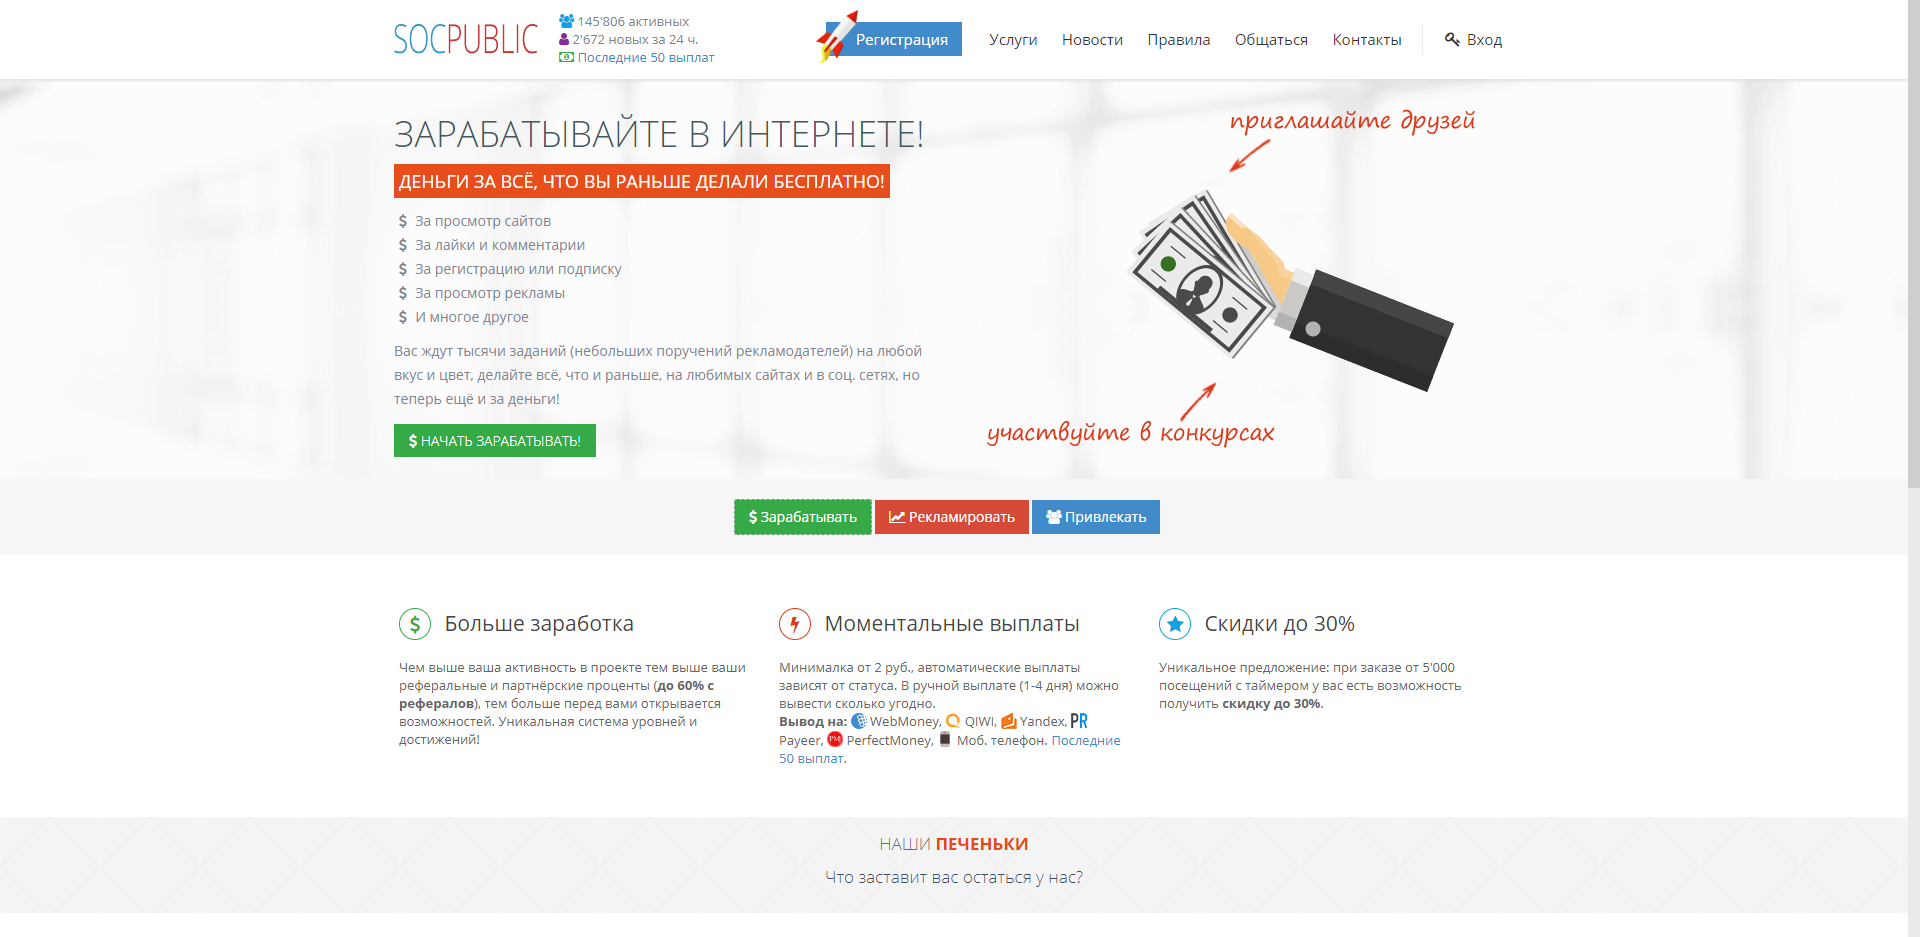 SOCPUBLIC
145'806 активных
2'672 новых за 24 ч.
Последние 50 выплат
Регистрация
Услуги
Новости
Правила
Общаться
Контакты
Вход
ЗАРАБАТЫВАЙТЕ В ИНТЕРНЕТЕ!
ДЕНЬГИ ЗА ВСЁ, ЧТО ВЫ РАНЬШЕ ДЕЛАЛИ БЕСПЛАТНО!
$ За просмотр сайтов
$ За лайки и комментарии
$ За регистрацию или подписку
$ За просмотр рекламы
$ И многое другое
Вас ждут тысячи заданий (небольших поручений рекламодателей) на любой
вкус и цвет, делайте всё, что и раньше, на любимых сайтах и в соц. сетях, но
теперь ещё и за деньги!
$ НАЧАТЬ ЗАРАБАТЫВАТЬ!
приглашайте друзей
участвуйте в конкурсах
$ Зарабатывать
Рекламировать
Привлекать
$ Больше заработка
Чем выше ваша активность в проекте тем выше ваши
реферальные и партнёрские проценты (до 60% с
рефералов), тем больше перед вами открывается
возможностей. Уникальная система уровней и
достижений!
Моментальные выплаты
Минималка от 2 руб., автоматические выплаты
зависят от статуса. В ручной выплате (1-4 дня) можно
вывести сколько угодно.
Вывод на: WebMoney, QIWI, Yandex, PR
Payeer, PM PerfectMoney, Моб. телефон. Последние
50 выплат.
Скидки до 30%
Уникальное предложение: при заказе от 5'000
посещений с таймером у вас есть возможность
получить скидку до 30%.
НАШИ ПЕЧЕНЬКИ
Что заставит вас остаться у нас?